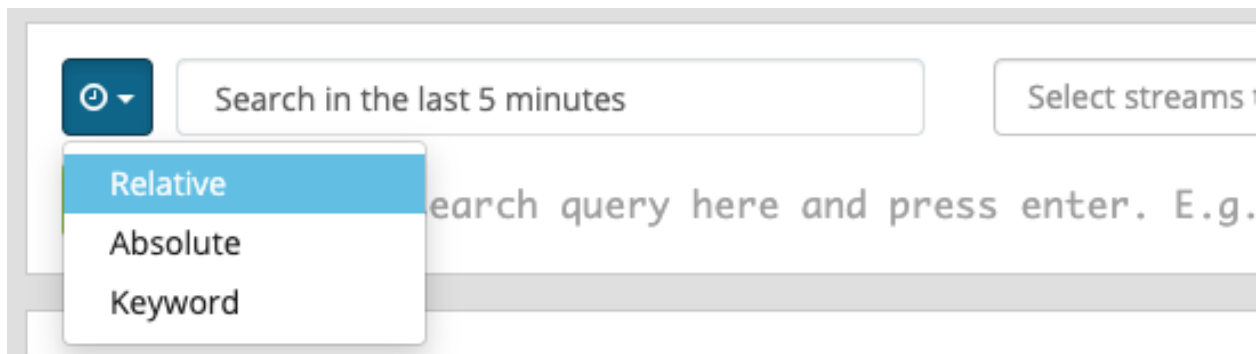 Search in the last 5 minutes
Select streams
Relative
earch query here and press enter. E.g.
Absolute
Keyword